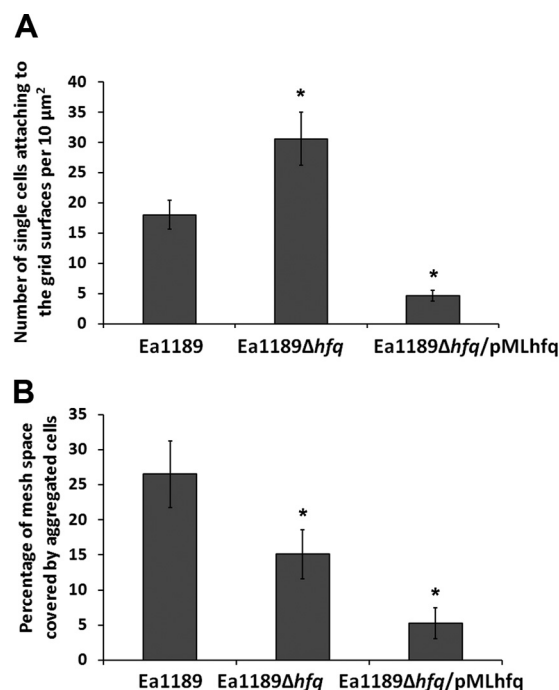 A
Number of single cells attaching to
the grid surfaces per 10 µm²
40
35
30
25
20
15
10
5
0
*
*
Ea1189 Ea1189Δhfq Ea1189Δhfq/pMLhfq
B
Percentage of mesh space
covered by aggregated cells
35
30
25
20
15
10
5
0
*
*
Ea1189 Ea1189Δhfq Ea1189Δhfq/pMLhfq